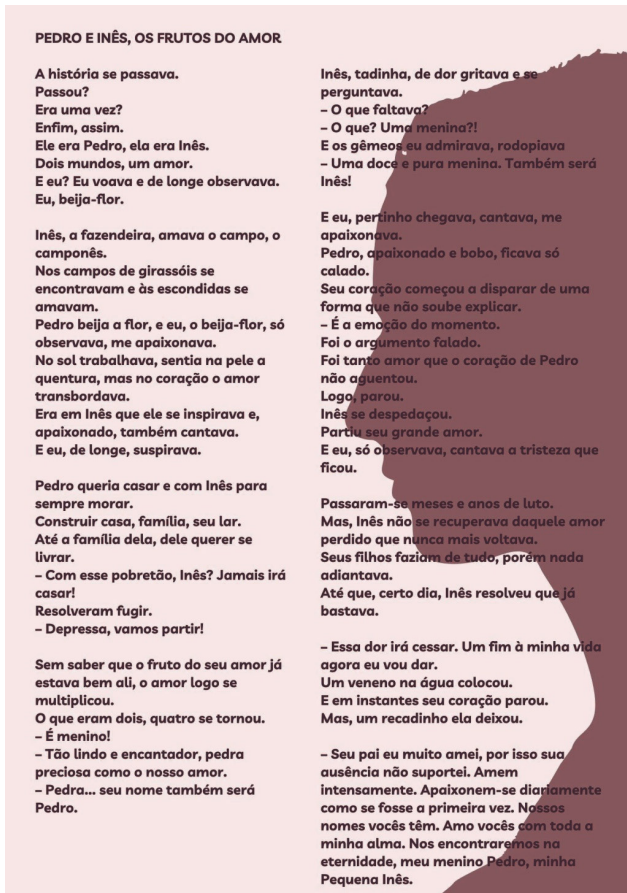 PEDRO E INÊS, OS FRUTOS DO AMOR
A história se passava.
Passou?
Era uma vez?
Enfim, assim.
Ele era Pedro, ela era Inês.
Dois mundos, um amor.
E eu? Eu voava e de longe observava.
Eu, beija-flor.
Inês, a fazendeira, amava o campo, o
camponês.
Nos campos de girassóis se
encontravam e às escondidas se
amavam.
Pedro beija a flor, e eu, o beija-flor, só
observava, me apaixonava.
No sol trabalhava, sentia na pele a
quentura, mas no coração o amor
transbordava.
Era em Inês que ele se inspirava e,
apaixonado, também cantava.
E eu, de longe, suspirava.
Pedro queria casar e com Inês para
sempre morar.
Construir casa, família, seu lar.
Até a família dela, dele querer se
livrar.
– Com esse pobretão, Inês? Jamais irá
casar!
Resolveram fugir.
– Depressa, vamos partir!
Sem saber que o fruto do seu amor já
estava bem ali, o amor logo se
multiplicou.
O que eram dois, quatro se tornou.
– É menino!
– Tão lindo e encantador, pedra
preciosa como o nosso amor.
– Pedra... seu nome também será
Pedro.
Inês, tadinha, de dor gritava e se
perguntava.
– O que faltava?
– O que? Uma menina?!
E os gêmeos eu admirava, rodopiava
– Uma doce e pura menina. Também será
Inês!
E eu, pertinho chegava, cantava, me
apaixonava.
Pedro, apaixonado e bobo, ficava só
calado.
Seu coração começou a disparar de uma
forma que não soube explicar.
– É a emoção do momento.
Foi o argumento falado.
Foi tanto amor que o coração de Pedro
não aguentou.
Logo, parou.
Inês se despedaçou.
Partiu seu grande amor.
E eu, só observava, cantava a tristeza que
ficou.
Passaram-se meses e anos de luto.
Mas, Inês não se recuperava daquele amor
perdido que nunca mais voltava.
Seus filhos faziam de tudo, porém nada
adiantava.
Até que, certo dia, Inês resolveu que já
bastava.
– Essa dor irá cessar. Um fim à minha vida
agora eu vou dar.
Um veneno na água colocou.
E em instantes seu coração parou.
Mas, um recadinho ela deixou.
– Seu pai eu muito amei, por isso sua
ausência não suportei. Amem
intensamente. Apaixonem-se diariamente
como se fosse a primeira vez. Nossos
nomes vocês têm. Amo vocês com toda a
minha alma. Nos encontraremos na
eternidade, meu menino Pedro, minha
Pequena Inês.